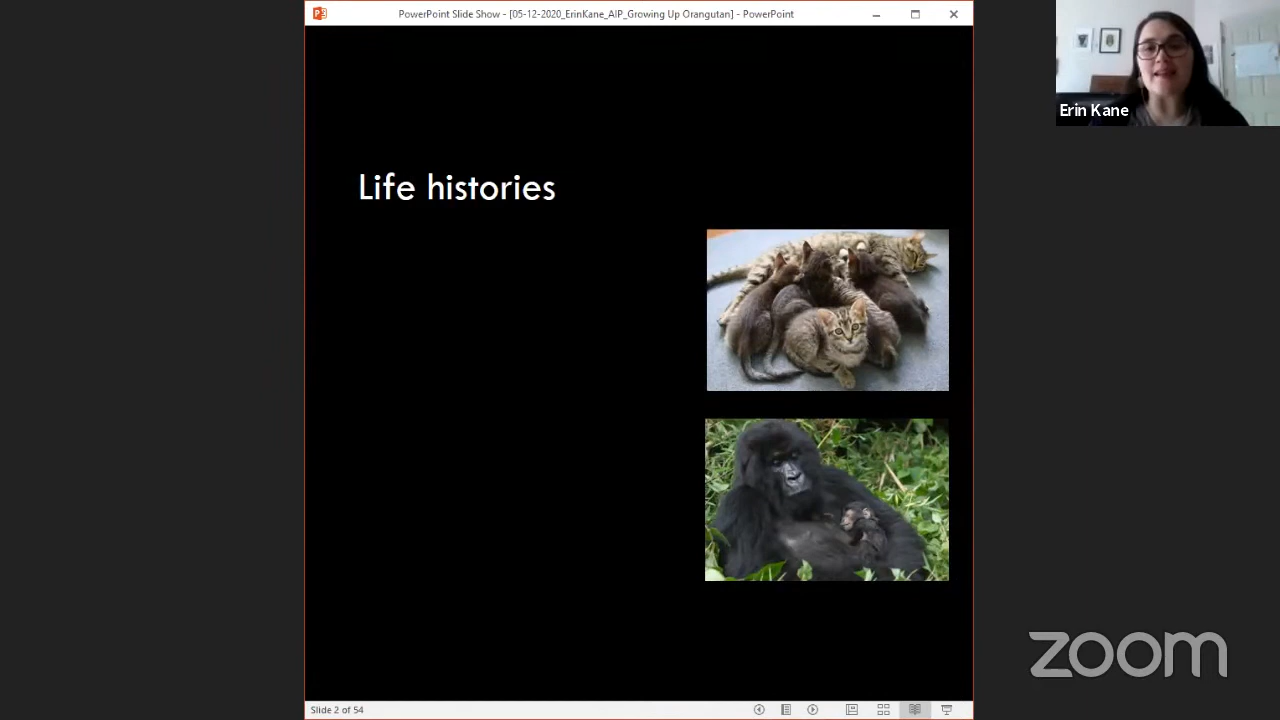 PowerPoint Slide Show - [05-12-2020_ErinKane_AIP_Growing Up Orangutan] - PowerPoint
Erin Kane
Life histories
zoom
Slide 2 of 54